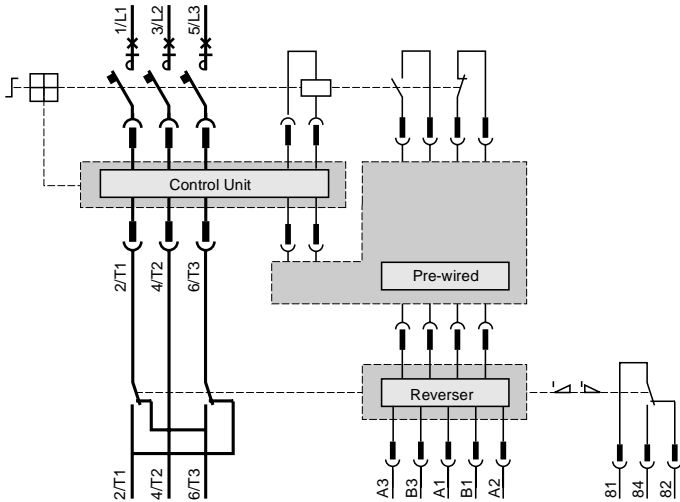 1/L1
3/L2
5/L3
Control Unit
2/T1
4/T2
6/T3
Pre-wired
Reverser
2/T1
4/T2
6/T3
A3
B3
A1
B1
A2
81
84
82